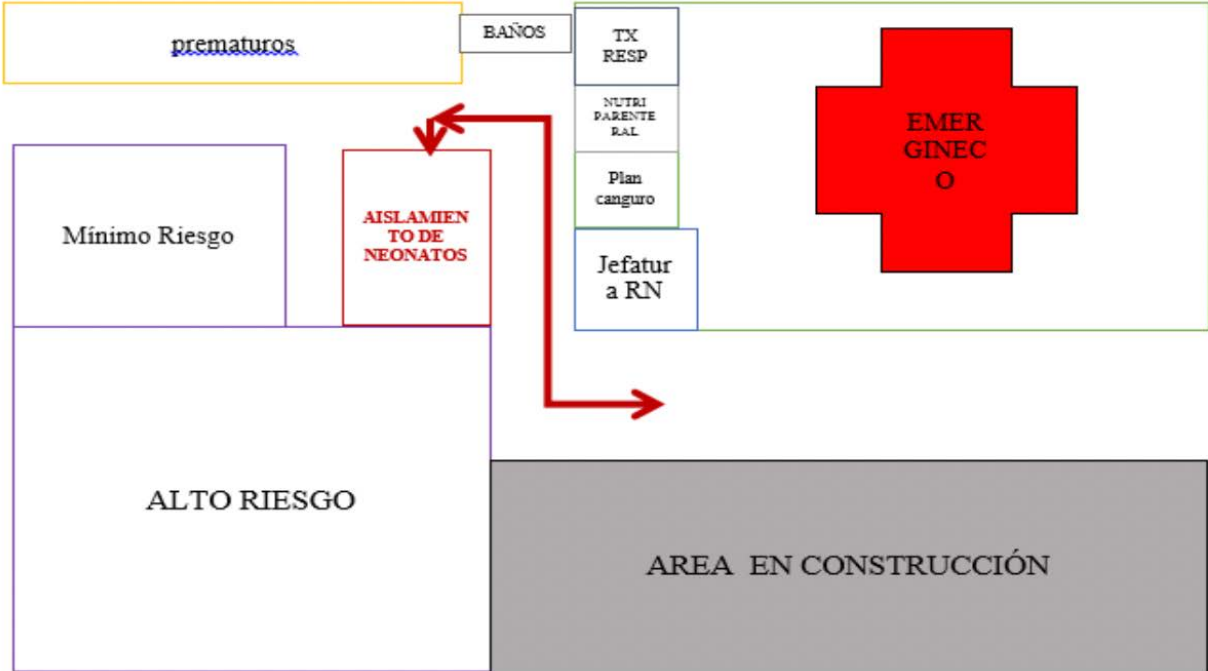 prematuros
BAÑOS
TX
RESP
NUTRI
PARENTE
RAL
Plan
canguro
Jefatur
a RN
EMER
GINEC
O
Mínimo Riesgo
AISLAMIEN
TO DE
NEONATOS
ALTO RIESGO
AREA EN CONSTRUCCIÓN